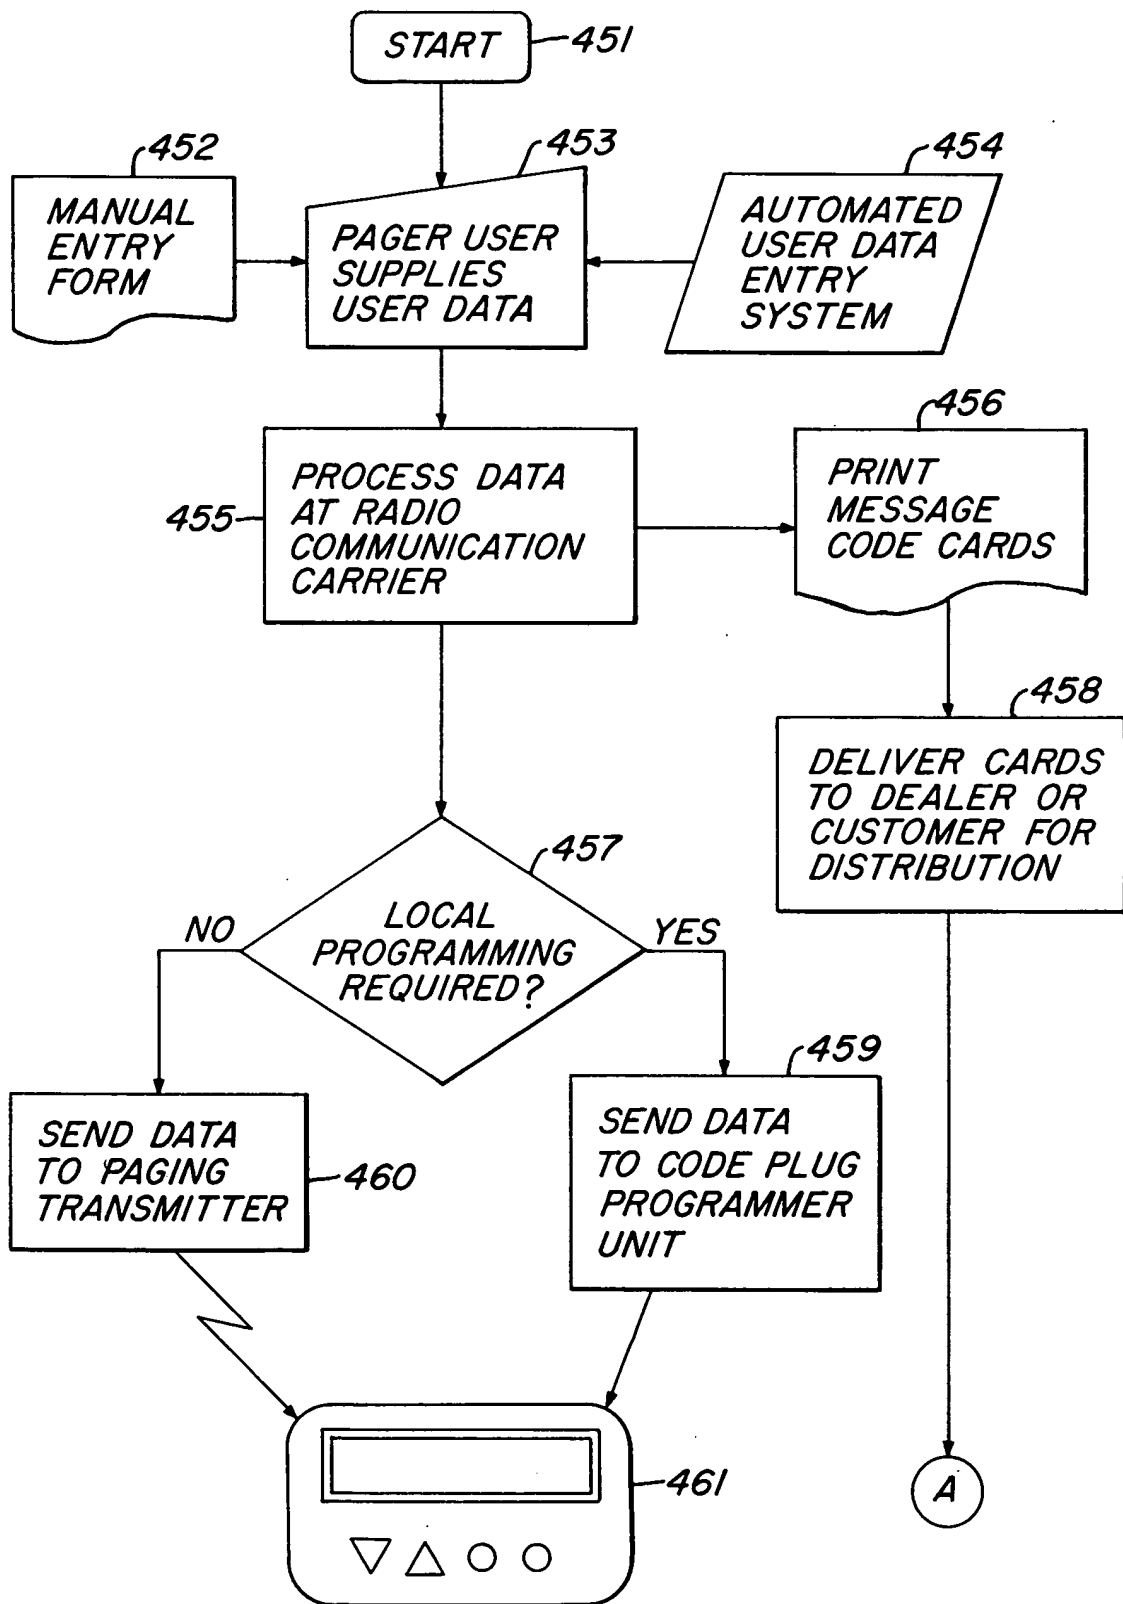 START
451
452
453
454
MANUAL
ENTRY
FORM
PAGER USER
SUPPLIES
USER DATA
AUTOMATED
USER DATA
ENTRY
SYSTEM
455
PROCESS DATA
AT RADIO
COMMUNICATION
CARRIER
456
PRINT
MESSAGE
CODE CARDS
458
DELIVER CARDS
TO DEALER OR
CUSTOMER FOR
DISTRIBUTION
457
LOCAL
PROGRAMMING
REQUIRED?
NO
YES
459
SEND DATA
TO PAGING
TRANSMITTER
460
SEND DATA
TO CODE PLUG
PROGRAMMER
UNIT
461
A